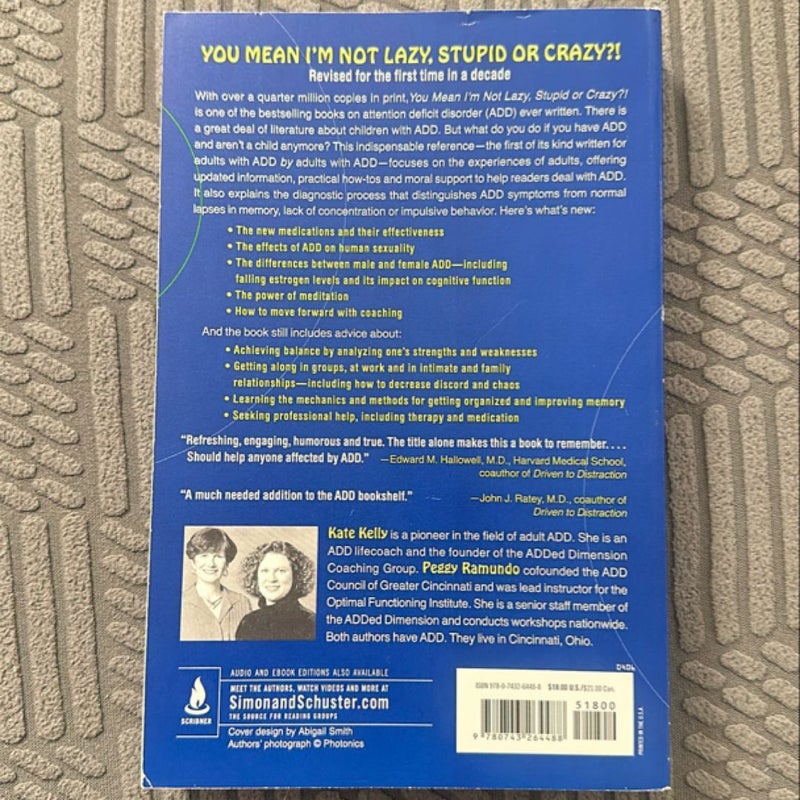 YOU MEAN I'M NOT LAZY, STUPID OR CRAZY?!
Revised for the first time in a decade
With over a quarter million copies in print, You Mean I'm Not Lazy, Stupid or Crazy?!
is one of the bestselling books on attention deficit disorder (ADD) ever written. There is
a great deal of literature about children with ADD. But what do you do if you have ADD
and aren't a child anymore? This indispensable reference—the first of its kind written for
adults with ADD by adults with ADD—focuses on the experiences of adults, offering
updated information, practical how-tos and moral support to help readers deal with ADD.
It also explains the diagnostic process that distinguishes ADD symptoms from normal
lapses in memory, lack of concentration or impulsive behavior. Here's what's new:
• The new medications and their effectiveness
• The effects of ADD on human sexuality
• The differences between male and female ADD—including
falling estrogen levels and its impact on cognitive function
• The power of meditation
• How to move forward with coaching
And the book still includes advice about:
• Achieving balance by analyzing one's strengths and weaknesses
• Getting along in groups, at work and in intimate and family
relationships—including how to decrease discord and chaos
• Learning the mechanics and methods for getting organized and improving memory
• Seeking professional help, including therapy and medication
"Refreshing, engaging, humorous and true. The title alone makes this a book to remember. . . .
Should help anyone affected by ADD." —Edward M. Hallowell, M.D., Harvard Medical School,
coauthor of Driven to Distraction
"A much needed addition to the ADD bookshelf." —John J. Ratey, M.D., coauthor of
Driven to Distraction
Kate Kelly is a pioneer in the field of adult ADD. She is an
ADD lifecoach and the founder of the ADDed Dimension
Coaching Group. Peggy Ramundo cofounded the ADD
Council of Greater Cincinnati and was lead instructor for the
Optimal Functioning Institute. She is a senior staff member of
the ADDed Dimension and conducts workshops nationwide.
Both authors have ADD. They live in Cincinnati, Ohio.
0406
AUDIO AND EBOOK EDITIONS ALSO AVAILABLE
MEET THE AUTHORS, WATCH VIDEOS AND MORE AT
SimonandSchuster.com
THE SOURCE FOR READING GROUPS
SCRIBNER
Cover design by Abigail Smith
Authors' photograph © Photonics
ISBN 978-0-7432-6448-8 $18.00 U.S./$21.00 Can.
51800
9 780743 264488
PRINTED IN THE U.S.A.